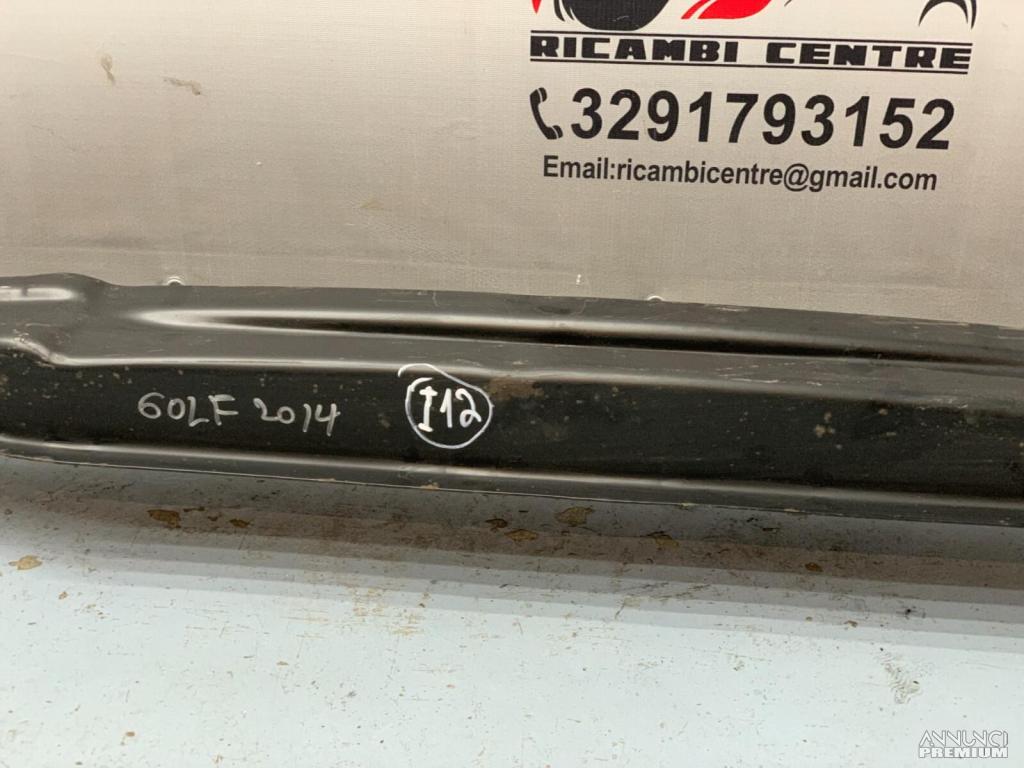 RICAMBI CENTRE
3291793152
Email:ricambicentre@gmail.com
GOLF 2014 I12
ANNUNCI
PREMIUM